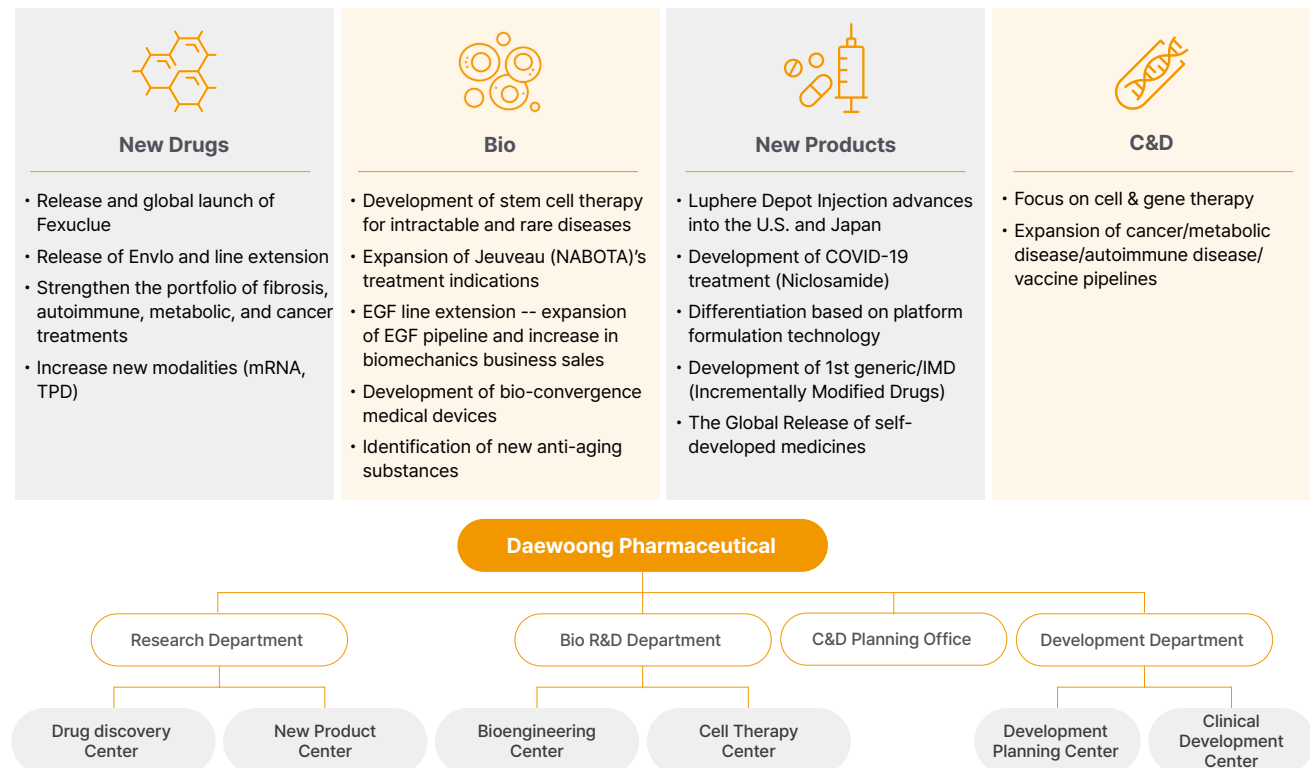 New Drugs
• Release and global launch of
Fexuclue
• Release of Envlo and line extension
• Strengthen the portfolio of fibrosis,
autoimmune, metabolic, and cancer
treatments
• Increase new modalities (mRNA,
TPD)
Bio
• Development of stem cell therapy
for intractable and rare diseases
• Expansion of Jeuveau (NABOTA)’s
treatment indications
• EGF line extension -- expansion
of EGF pipeline and increase in
biomechanics business sales
• Development of bio-convergence
medical devices
• Identification of new anti-aging
substances
New Products
• Luphere Depot Injection advances
into the U.S. and Japan
• Development of COVID-19
treatment (Niclosamide)
• Differentiation based on platform
formulation technology
• Development of 1st generic/IMD
(Incrementally Modified Drugs)
• The Global Release of self-
developed medicines
C&D
• Focus on cell & gene therapy
• Expansion of cancer/metabolic
disease/autoimmune disease/
vaccine pipelines
Daewoong Pharmaceutical
Research Department
Bio R&D Department
C&D Planning Office
Development Department
Drug discovery
Center
New Product
Center
Bioengineering
Center
Cell Therapy
Center
Development
Planning Center
Clinical
Development
Center